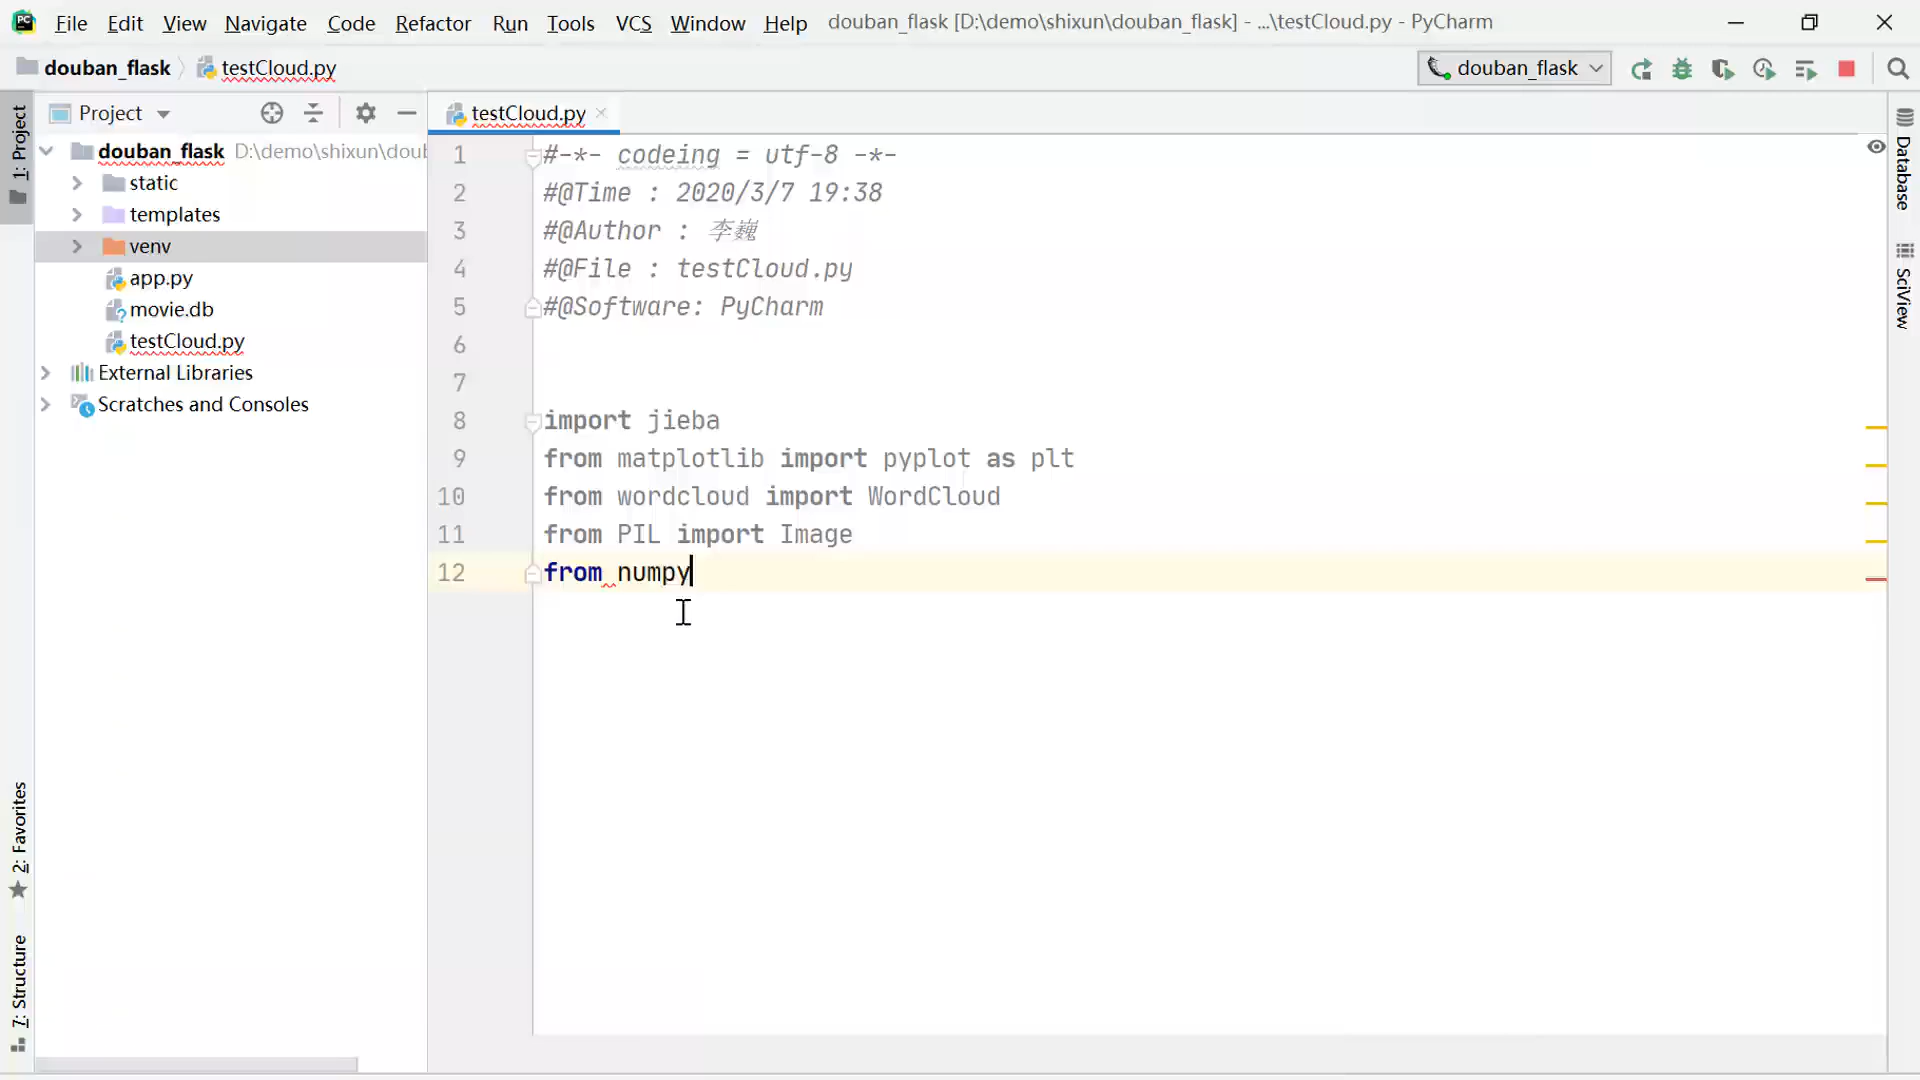 File Edit View Navigate Code Refactor Run Tools VCS Window Help douban_flask [D:\demo\shixun\douban_flask] - ...\testCloud.py - PyCharm
douban_flask testCloud.py douban_flask
1: Project
Project
douban_flask D:\demo\shixun\doub
static
templates
venv
app.py
movie.db
testCloud.py
External Libraries
Scratches and Consoles
2: Favorites
7: Structure
testCloud.py
1 #-*- codeing = utf-8 -*-
2 #@Time : 2020/3/7 19:38
3 #@Author : 李巍
4 #@File : testCloud.py
5 #@Software: PyCharm
6
7
8 import jieba
9 from matplotlib import pyplot as plt
10 from wordcloud import WordCloud
11 from PIL import Image
12 from numpy
Database
SciView